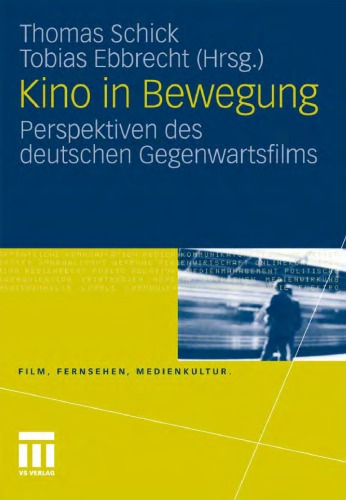 Thomas Schick
Tobias Ebbrecht (Hrsg.)
Kino in Bewegung
Perspektiven des
deutschen Gegenwartsfilms
FILM, FERNSEHEN, MEDIENKULTUR.
VS VERLAG